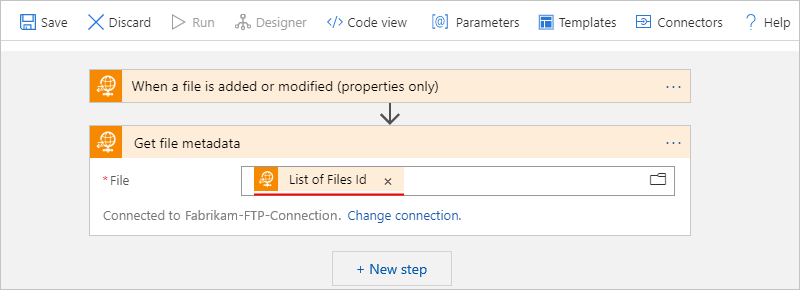 Save Discard Run Designer Code view Parameters Templates Connectors Help
When a file is added or modified (properties only)
Get file metadata
* File List of Files Id ×
Connected to Fabrikam-FTP-Connection. Change connection.
+ New step